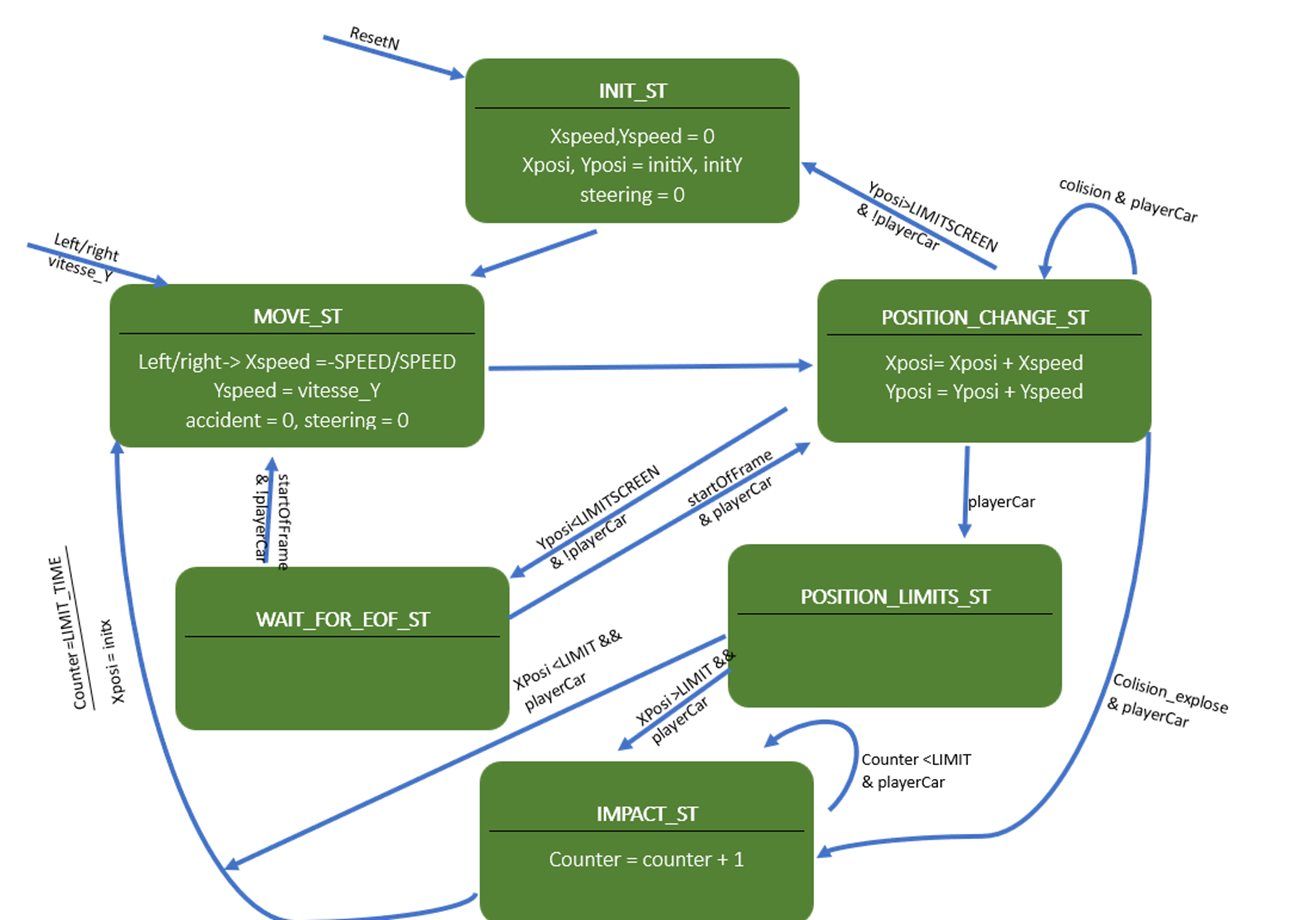 ResetN
INIT_ST
Xspeed,Yspeed = 0
Xposi, Yposi = initiX, initY
steering = 0
Yposi>LIMITSCREEN
& !playerCar
colision & playerCar
Left/right
vitesse_Y
MOVE_ST
Left/right-> Xspeed =-SPEED/SPEED
Yspeed = vitesse_Y
accident = 0, steering = 0
POSITION_CHANGE_ST
Xposi= Xposi + Xspeed
Yposi = Yposi + Yspeed
startOfFrame
& !playerCar
Yposi<LIMITSCREEN
& !playerCar
startOfFrame
& playerCar
playerCar
WAIT_FOR_EOF_ST
POSITION_LIMITS_ST
Counter=LIMIT_TIME
Xposi = initx
XPosi <LIMIT &&
playerCar
XPosi >LIMIT &&
playerCar
Colision_explose
& playerCar
Counter <LIMIT
& playerCar
IMPACT_ST
Counter = counter + 1